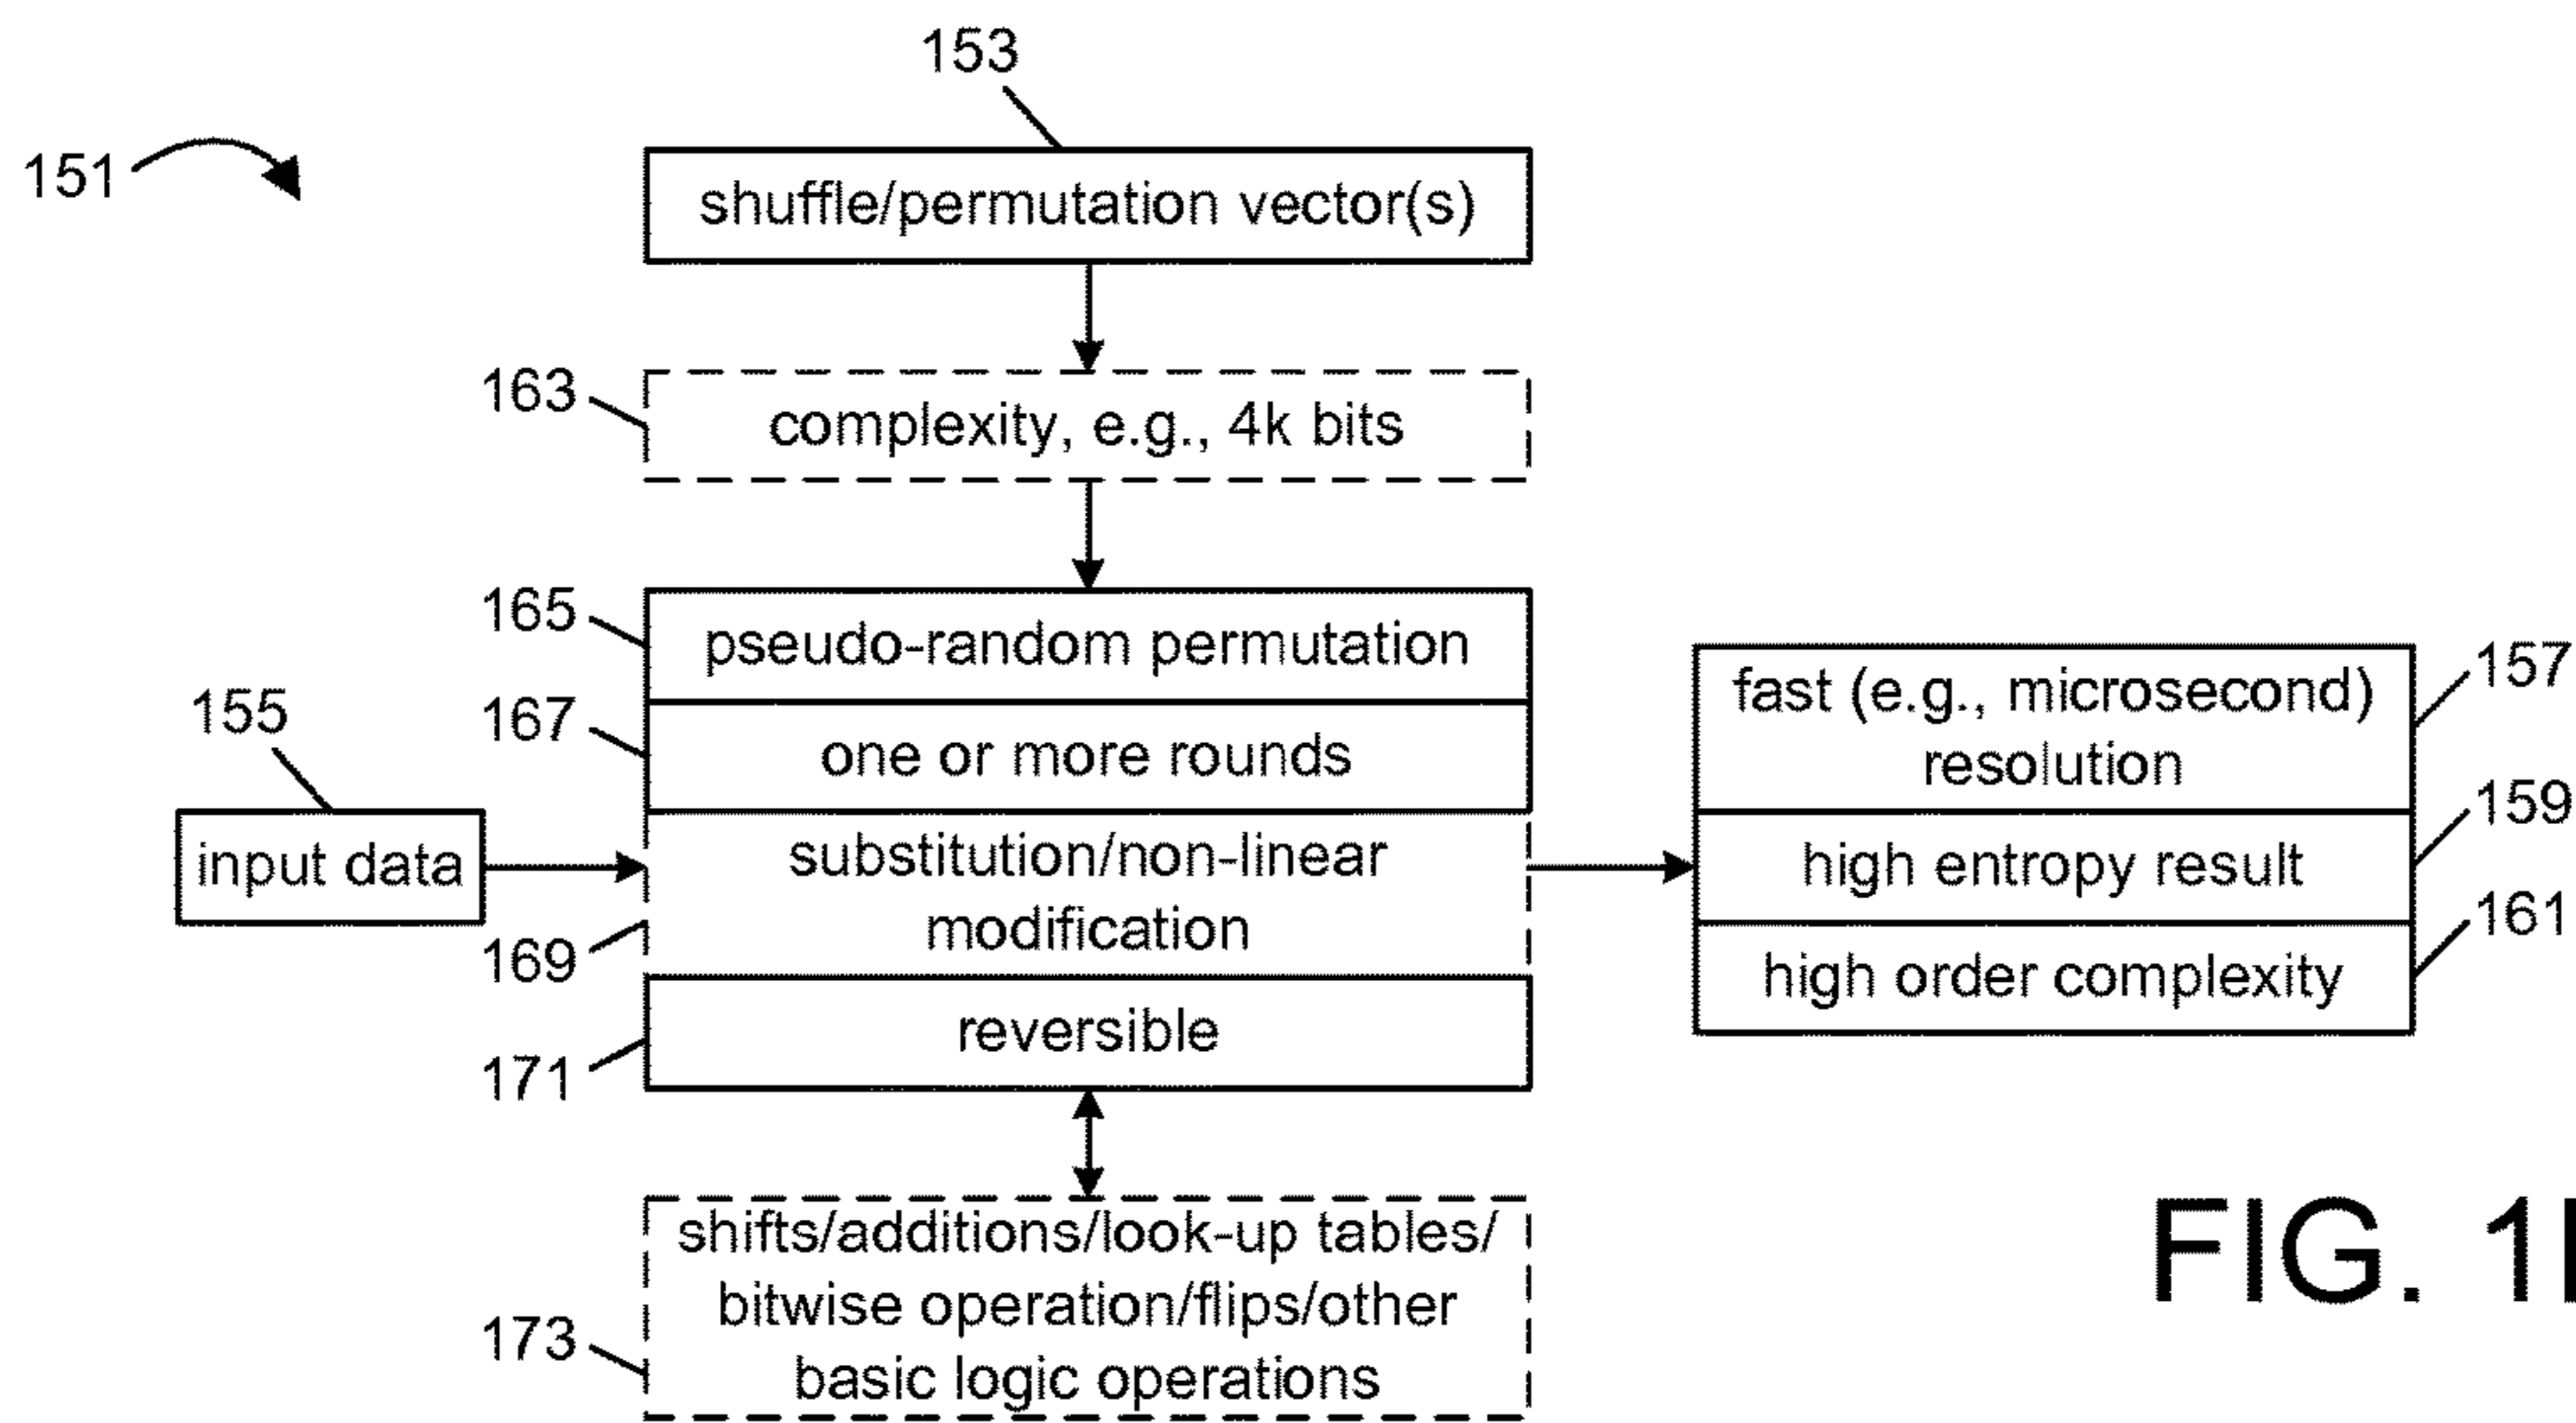 153
151
shuffle/permutation vector(s)
163
complexity, e.g., 4k bits
165
pseudo-random permutation
167
one or more rounds
155
input data
substitution/non-linear
modification
169
reversible
171
fast (e.g., microsecond)
resolution
157
high entropy result
159
high order complexity
161
shifts/additions/look-up tables/
bitwise operation/flips/other
basic logic operations
173
FIG.